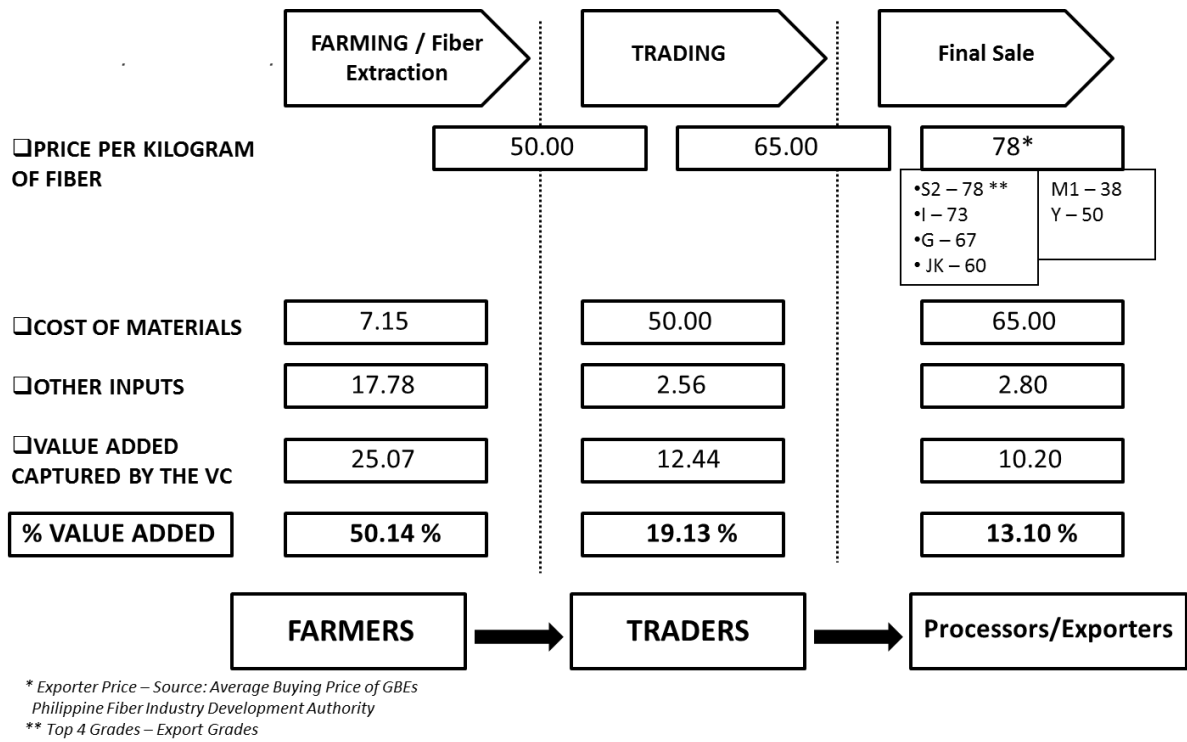 FARMING / Fiber
Extraction
TRADING
Final Sale
❑PRICE PER KILOGRAM
OF FIBER
50.00
65.00
78*
•S2 – 78 **
•I – 73
•G – 67
• JK – 60
M1 – 38
Y – 50
❑COST OF MATERIALS
7.15
50.00
65.00
❑OTHER INPUTS
17.78
2.56
2.80
❑VALUE ADDED
CAPTURED BY THE VC
25.07
12.44
10.20
% VALUE ADDED
50.14 %
19.13 %
13.10 %
FARMERS
TRADERS
Processors/Exporters
* Exporter Price – Source: Average Buying Price of GBEs
Philippine Fiber Industry Development Authority
** Top 4 Grades – Export Grades